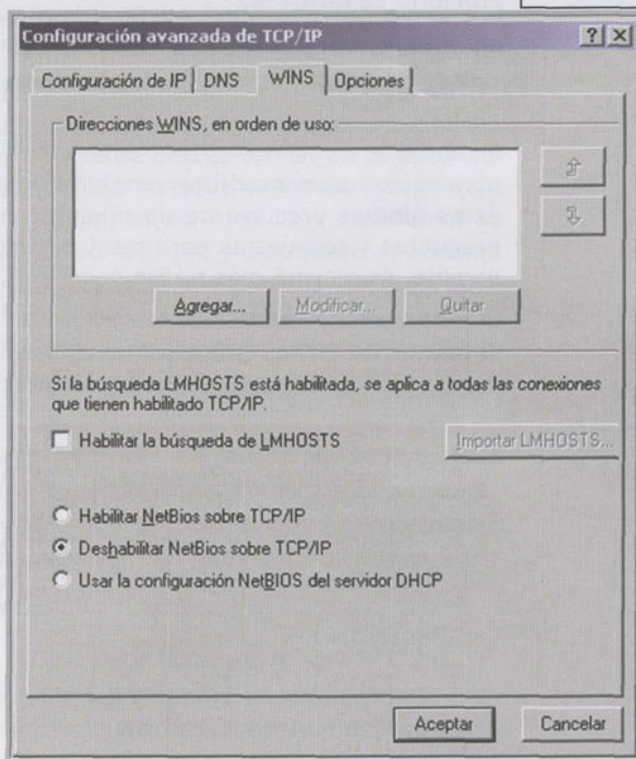 Configuración avanzada de TCP/IP
Configuración de IP DNS WINS Opciones
Direcciones WINS, en orden de uso:
Agregar... Modificar... Quitar
Si la búsqueda LMHOSTS está habilitada, se aplica a todas las conexiones
que tienen habilitado TCP/IP.
Habilitar la búsqueda de LMHOSTS Importar LMHOSTS...
Habilitar NetBios sobre TCP/IP
Deshabilitar NetBios sobre TCP/IP
Usar la configuración NetBIOS del servidor DHCP
Aceptar Cancelar